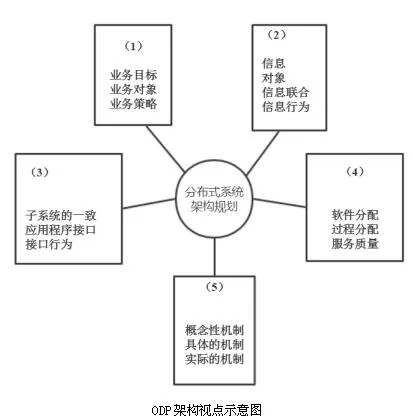 (1)
业务目标
业务对象
业务策略
(2)
信息
对象
信息联合
信息行为
(3)
子系统的一致
应用程序接口
接口行为
分布式系统
架构规划
(4)
软件分配
过程分配
服务质量
(5)
概念性机制
具体的机制
实际的机制
ODP架构视点示意图